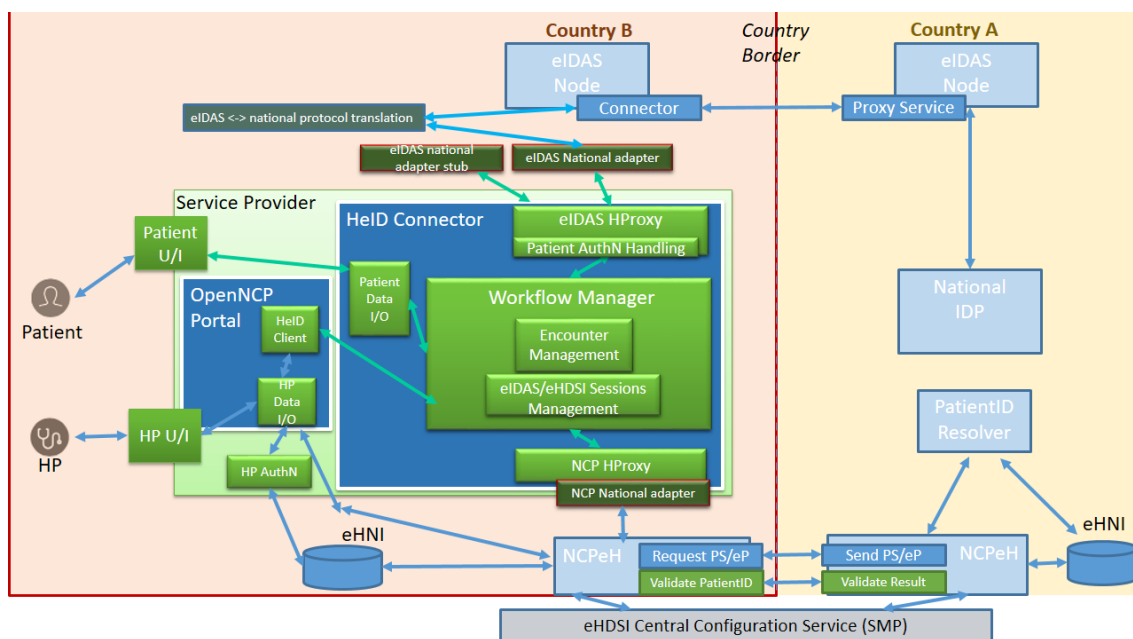 Country B
Country
Border
Country A
eIDAS
Node
Connector
eIDAS
Node
Proxy Service
eIDAS <-> national protocol translation
eIDAS national
adapter stub
eIDAS National adapter
Service Provider
HeID Connector
eIDAS HProxy
Patient AuthN Handling
Patient
U/I
Patient
Data
I/O
Workflow Manager
Encounter
Management
eIDAS/eHDSI Sessions
Management
OpenNCP
Portal
HeID
Client
HP
Data
I/O
Patient
HP
HP U/I
HP AuthN
NCP HProxy
NCP National adapter
National
IDP
PatientID
Resolver
eHNI
eHNI
NCPeH
Request PS/eP
Validate PatientID
Send PS/eP
Validate Result
NCPeH
eHDSI Central Configuration Service (SMP)